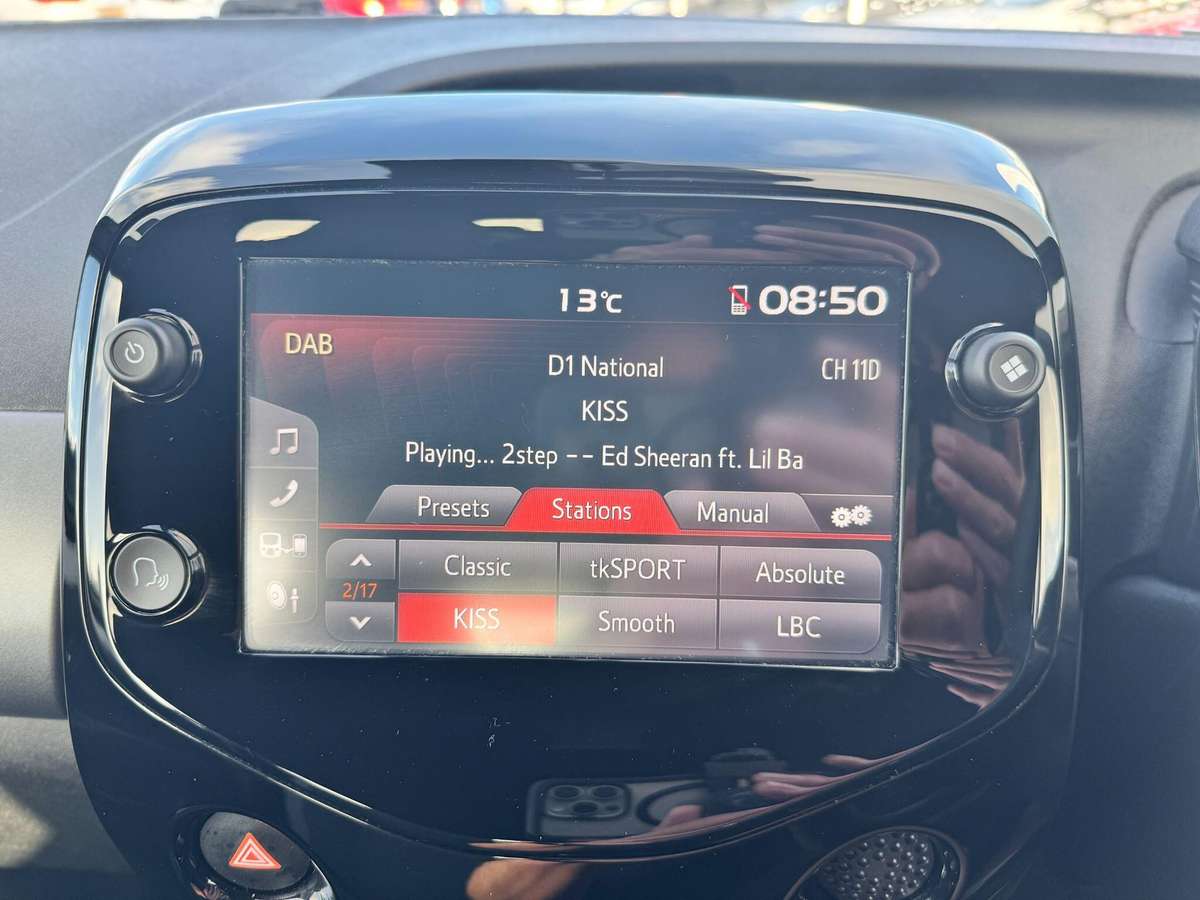 13°C 08:50
DAB
D1 National CH 11D
KISS
Playing... 2step -- Ed Sheeran ft. Lil Ba
Presets Stations Manual
2/17
Classic tkSPORT Absolute
KISS Smooth LBC